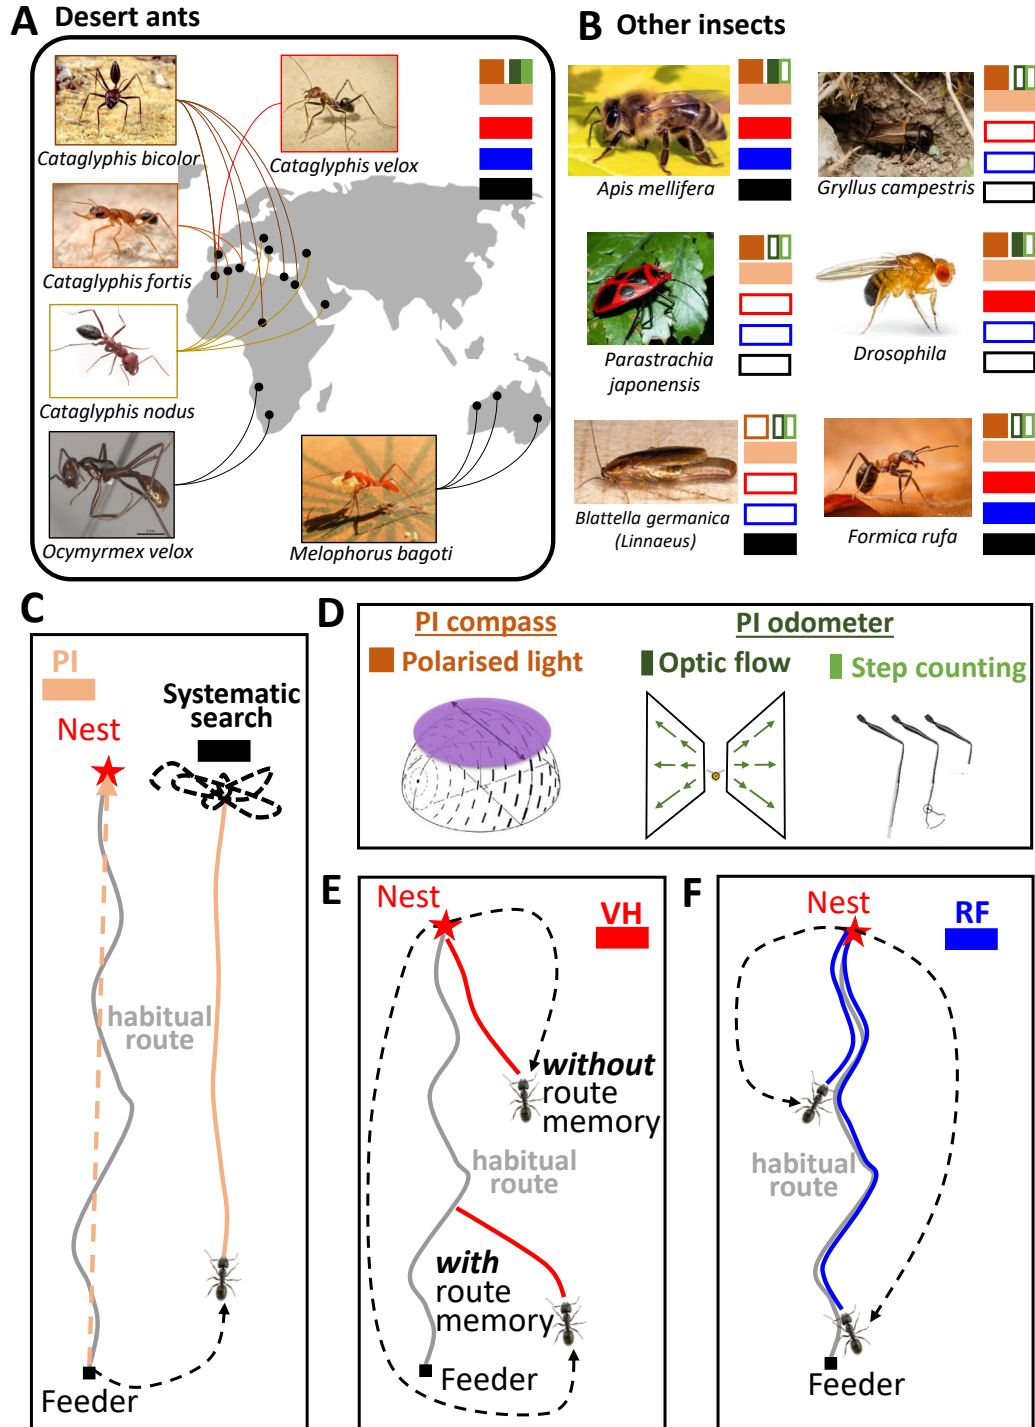 A Desert ants
Cataglyphis bicolor
Cataglyphis velox
Cataglyphis fortis
Cataglyphis nodus
Ocymyrmex velox
Melophorus bagoti
B Other insects
Apis mellifera
Gryllus campestris
Parastrachia
japonensis
Drosophila
Blattella germanica
(Linnaeus)
Formica rufa
C
PI
Systematic
search
Nest
habitual
route
Feeder
D
PI compass
Polarised light
PI odometer
Optic flow
Step counting
E
Nest
VH
without
route
memory
habitual
route
with
route
memory
Feeder
F
Nest
RF
habitual
route
Feeder